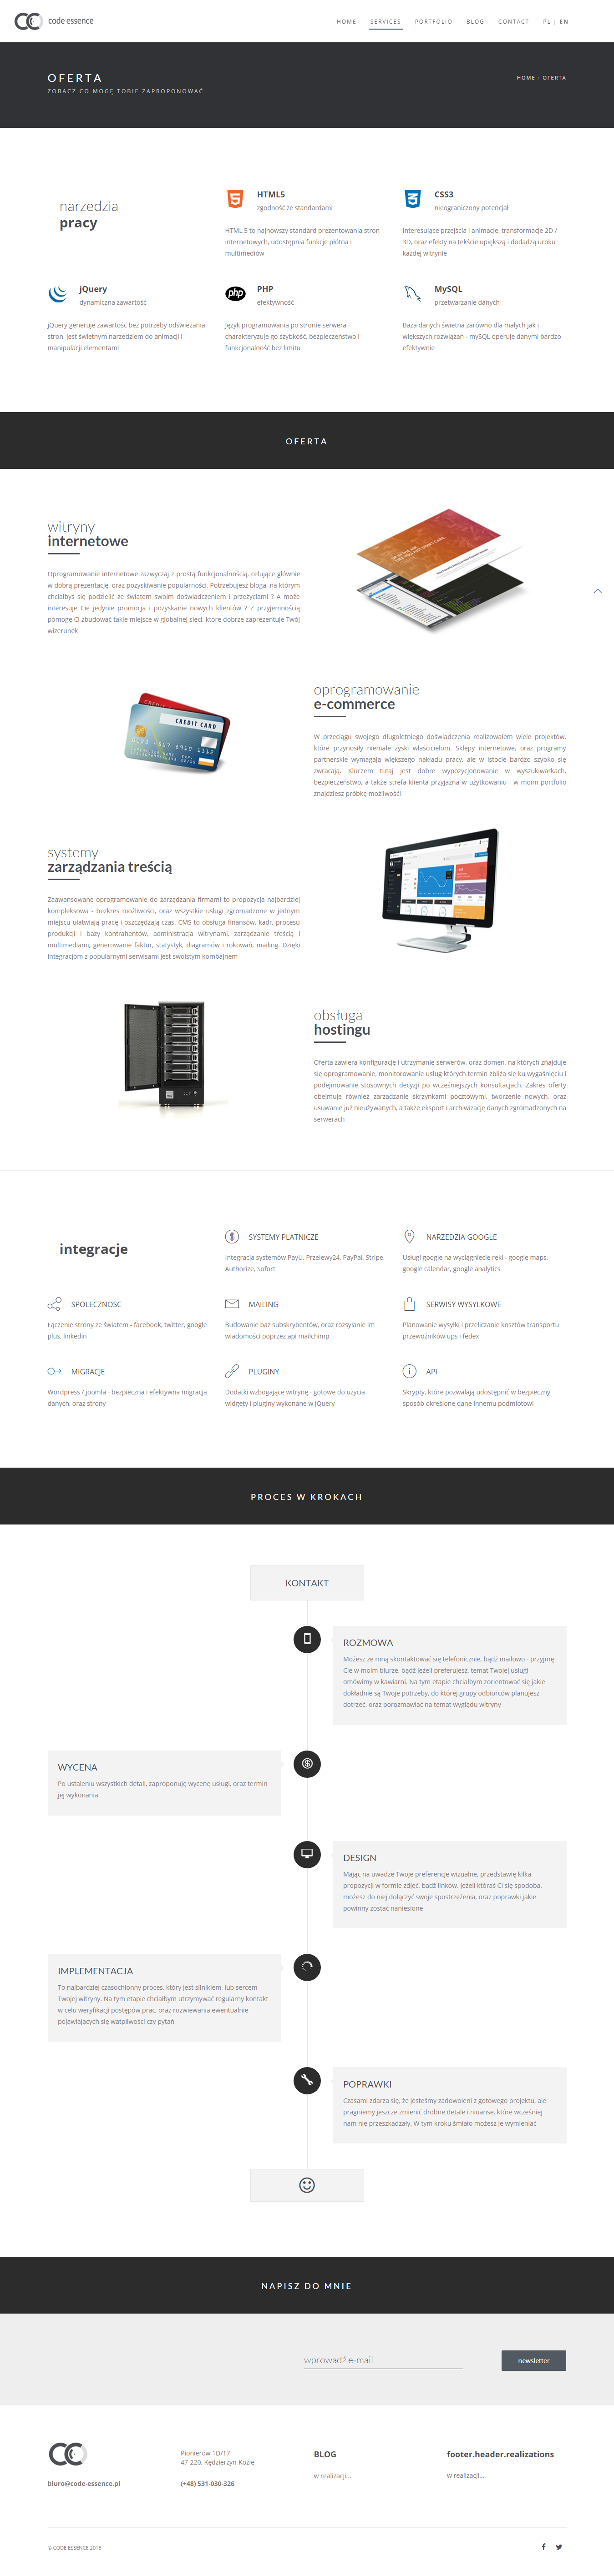 code essence
HOME SERVICES PORTFOLIO BLOG CONTACT PL | EN
OFERTA
ZOBACZ CO MOGĘ TOBIE ZAPROPONOWAĆ
HOME / OFERTA
narzedzia
pracy
HTML5
zgodność ze standardami
HTML 5 to najnowszy standard prezentowania stron
internetowych, udostępnia funkcje płótna i
multimediów
CSS3
nieograniczony potencjał
Interesujące przejścia i animacje, transformacje 2D /
3D, oraz efekty na tekście upiększą i dodadzą uroku
każdej witrynie
jQuery
dynamiczna zawartość
jQuery generuje zawartość bez potrzeby odświeżania
stron, jest świetnym narzędziem do animacji i
manipulacji elementami
PHP
efektywność
Język programowania po stronie serwera -
charakteryzuje go szybkość, bezpieczeństwo i
funkcjonalność bez limitu
MySQL
przetwarzanie danych
Baza danych świetna zarówno dla małych jak i
większych rozwiązań - mySQL operuje danymi bardzo
efektywnie
OFERTA
witryny
internetowe
Oprogramowanie internetowe zazwyczaj z prostą funkcjonalnością, celujące głównie
w dobrą prezentację, oraz pozyskiwanie popularności. Potrzebujesz bloga, na którym
chciałbyś się podzielić ze światem swoim doświadczeniem i przeżyciami ? A może
interesuje Cie jedynie promocja i pozyskanie nowych klientów ? Z przyjemnością
pomogę Ci zbudować takie miejsce w globalnej sieci, które dobrze zaprezentuje Twój
wizerunek
CREDIT CARD
oprogramowanie
e-commerce
W przeciągu swojego długoletniego doświadczenia realizowałem wiele projektów,
które przynosiły niemałe zyski właścicielom. Sklepy internetowe, oraz programy
partnerskie wymagają większego nakładu pracy, ale w istocie bardzo szybko się
zwracają. Kluczem tutaj jest dobre wypozycjonowanie w wyszukiwarkach,
bezpieczeństwo, a także strefa klienta przyjazna w użytkowaniu - w moim portfolio
znajdziesz próbkę możliwośći
systemy
zarządzania treścią
Zaawansowane oprogramowanie do zarządzania firmami to propozycja najbardziej
kompleksowa - bezkres możliwości, oraz wszystkie usługi zgromadzone w jednym
miejscu ułatwiają pracę i oszczędzają czas. CMS to obsługa finansów, kadr, procesu
produkcji i bazy kontrahentów, administracja witrynami, zarządzanie treścią i
multimediami, generowanie faktur, statystyk, diagramów i rokowań, mailing. Dzięki
integracjom z popularnymi serwisami jest swoistym kombajnem
obsługa
hostingu
Oferta zawiera konfigurację i utrzymanie serwerów, oraz domen, na których znajduje
się oprogramowanie, monitorowanie usług których termin zbliża się ku wygaśnięciu i
podejmowanie stosownych decyzji po wcześniejszych konsultacjach. Zakres oferty
obejmuje również zarządzanie skrzynkami pocztowymi, tworzenie nowych, oraz
usuwanie już nieużywanych, a także eksport i archiwizację danych zgromadzonych na
serwerach
integracje
SYSTEMY PLATNICZE
Integracja systemów PayU, Przelewy24, PayPal, Stripe,
Authorize, Sofort
NARZEDZIA GOOGLE
Usługi google na wyciągnięcie ręki - google maps,
google calendar, google analytics
SPOLECZNOSC
Łączenie strony ze światem - facebook, twitter, google
plus, linkedin
MAILING
Budowanie baz subskrybentów, oraz rozsyłanie im
wiadomości poprzez api mailchimp
SERWISY WYSYLKOWE
Planowanie wysyłki i przeliczanie kosztów transportu
przewoźników ups i fedex
MIGRACJE
Wordpress / Joomla - bezpieczna i efektywna migracja
danych, oraz strony
PLUGINY
Dodatki wzbogające witrynę - gotowe do użycia
widgety i pluginy wykonane w jQuery
API
Skrypty, które pozwalają udostępnić w bezpieczny
sposób określone dane innemu podmiotowi
PROCES W KROKACH
KONTAKT
ROZMOWA
Możesz ze mną skontaktować się telefonicznie, bądź mailowo - przyjmę
Cie w moim biurze, bądź jeżeli preferujesz, temat Twojej usługi
omówimy w kawiarni. Na tym etapie chciałbym zorientować się jakie
dokładnie są Twoje potrzeby, do której grupy odbiorców planujesz
dotrzeć, oraz porozmawiać na temat wyglądu witryny
WYCENA
Po ustaleniu wszystkich detali, zaproponuję wycenę usługi, oraz termin
jej wykonania
DESIGN
Mając na uwadze Twoje preferencje wizualne, przedstawię kilka
propozycji w formie zdjęć, bądź linków. Jeżeli któraś Ci się spodoba,
możesz do niej dołączyć swoje spostrzeżenia, oraz poprawki jakie
powinny zostać naniesione
IMPLEMENTACJA
To najbardziej czasochłonny proces, który jest silnikiem, lub sercem
Twojej witryny. Na tym etapie chciałbym utrzymywać regularny kontakt
w celu weryfikacji postępów prac, oraz rozwiewania ewentualnie
pojawiających się wątpliwości czy pytań
POPRAWKI
Czasami zdarza się, że jesteśmy zadowoleni z gotowego projektu, ale
pragniemy jeszcze zmienić drobne detale i niuanse, które wcześniej
nam nie przeszkadzały. W tym kroku śmiało możesz je wymieniać
NAPISZ DO MNIE
wprowadź e-mail
newsletter
biuro@code-essence.pl
Pionierów 1D/17
47-220, Kędzierzyn-Koźle
(+48) 531-030-326
BLOG
w realizacji...
footer.header.realizations
w realizacji...
© CODE ESSENCE 2015